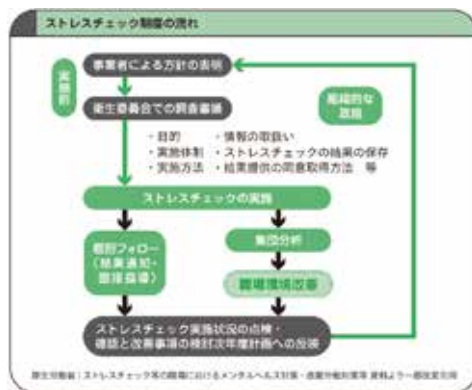 ストレスチェック制度の流れ
実施前
事業者による方針の表明
衛生委員会での調査審議
組織的な
改善
・目的 ・情報の取扱い
・実施体制 ・ストレスチェックの結果の保存
・実施方法 ・結果提供の同意取得方法 等
ストレスチェックの実施
個別フォロー
(結果通知・
面接指導)
集団分析
職場環境改善
ストレスチェック実施状況の点検・
確認と改善事項の検討次年度計画への反映
厚生労働省:ストレスチェック等の職場におけるメンタルヘルス対策・過重労働対策等 資料より一部改変引用